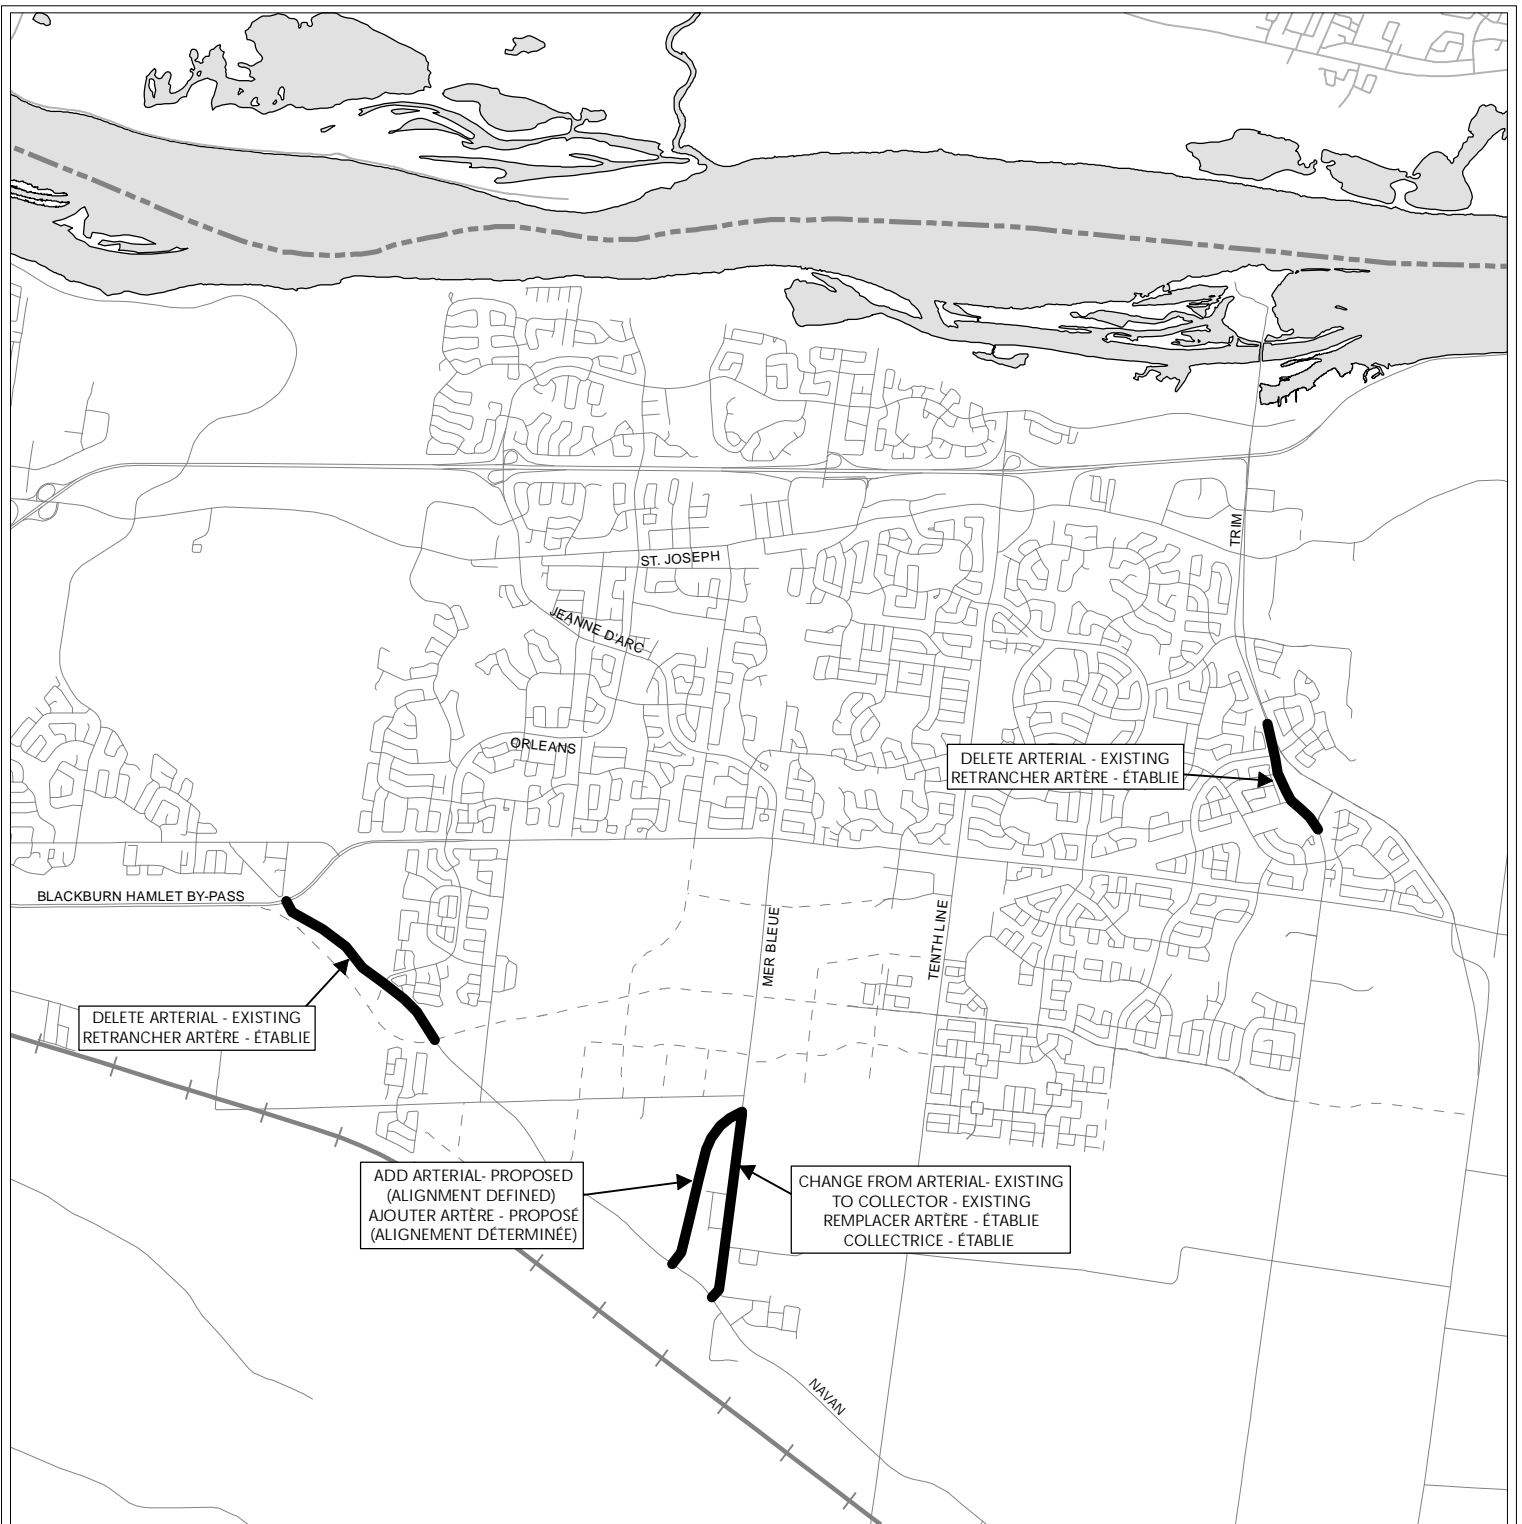 TRIM
ST. JOSEPH
JEANNE D'ARC
ORLEANS
DELETE ARTERIAL - EXISTING
RETRANCHER ARTÈRE - ÉTABLIE
BLACKBURN HAMLET BY-PASS
MER BLEUE
TENTH LINE
DELETE ARTERIAL - EXISTING
RETRANCHER ARTÈRE - ÉTABLIE
ADD ARTERIAL- PROPOSED
(ALIGNMENT DEFINED)
AJOUTER ARTÈRE - PROPOSÉ
(ALIGNEMENT DÉTERMINÉE)
CHANGE FROM ARTERIAL- EXISTING
TO COLLECTOR - EXISTING
REMPLACER ARTÈRE - ÉTABLIE
COLLECTRICE - ÉTABLIE
NAVAN